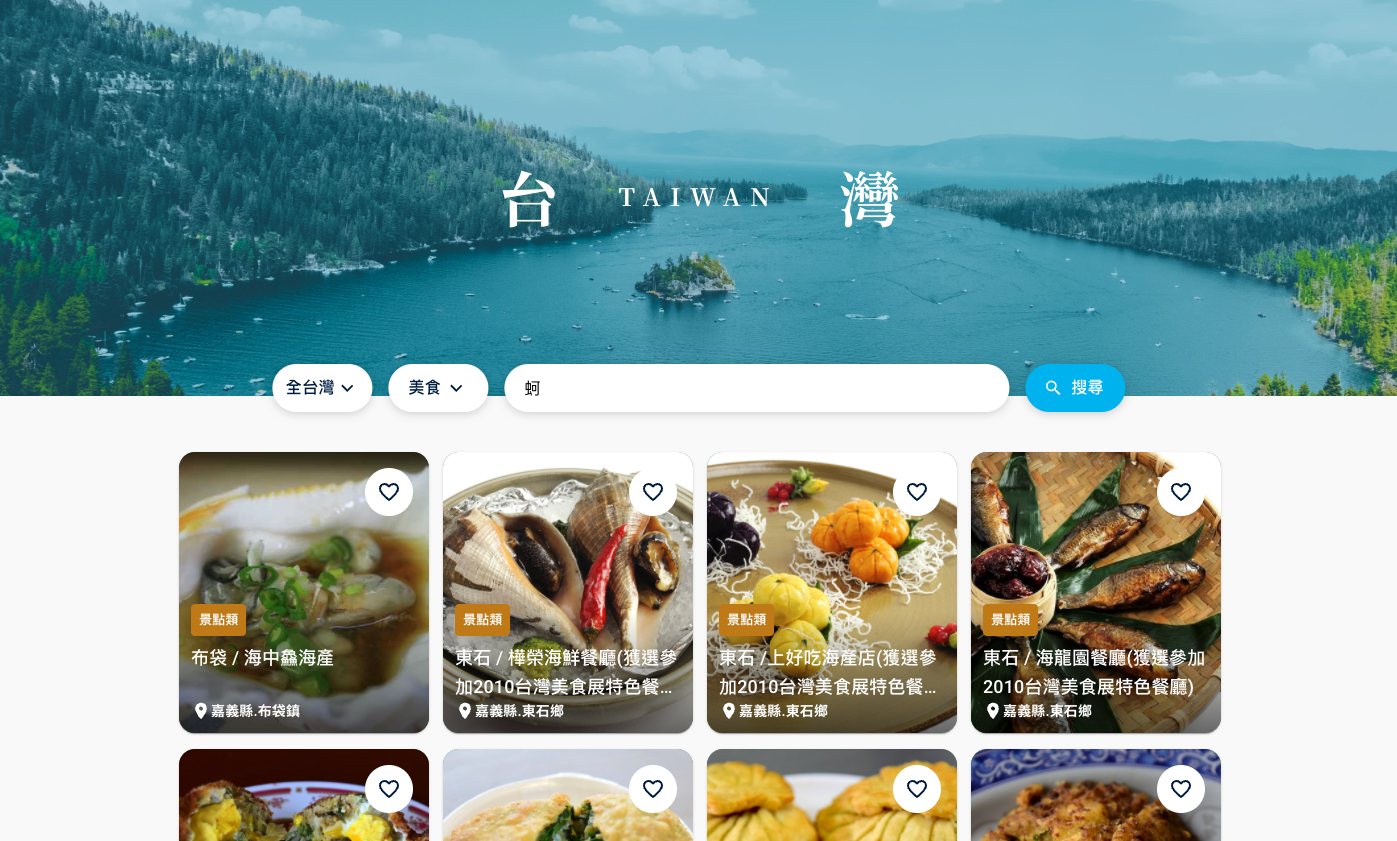 台 TAIWAN 灣
全台灣 美食 蚵 搜尋
景點類
布袋 / 海中鱻海產
嘉義縣.布袋鎮
景點類
東石 / 樺榮海鮮餐廳(獲選參
加2010台灣美食展特色餐…
嘉義縣.東石鄉
景點類
東石 /上好吃海產店(獲選參
加2010台灣美食展特色餐…
嘉義縣.東石鄉
景點類
東石 / 海龍園餐廳(獲選參加
2010台灣美食展特色餐廳)
嘉義縣.東石鄉